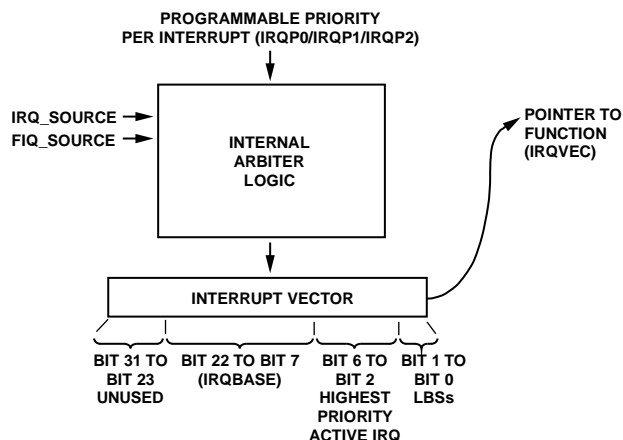 PROGRAMMABLE PRIORITY
PER INTERRUPT (IRQP0/IRQP1/IRQP2)
IRQ_SOURCE
FIQ_SOURCE
INTERNAL
ARBITER
LOGIC
POINTER TO
FUNCTION
(IRQVEC)
INTERRUPT VECTOR
BIT 31 TO
BIT 23
UNUSED
BIT 22 TO BIT 7
(IRQBASE)
BIT 6 TO
BIT 2
HIGHEST
PRIORITY
ACTIVE IRQ
BIT 1 TO
BIT 0
LBSs